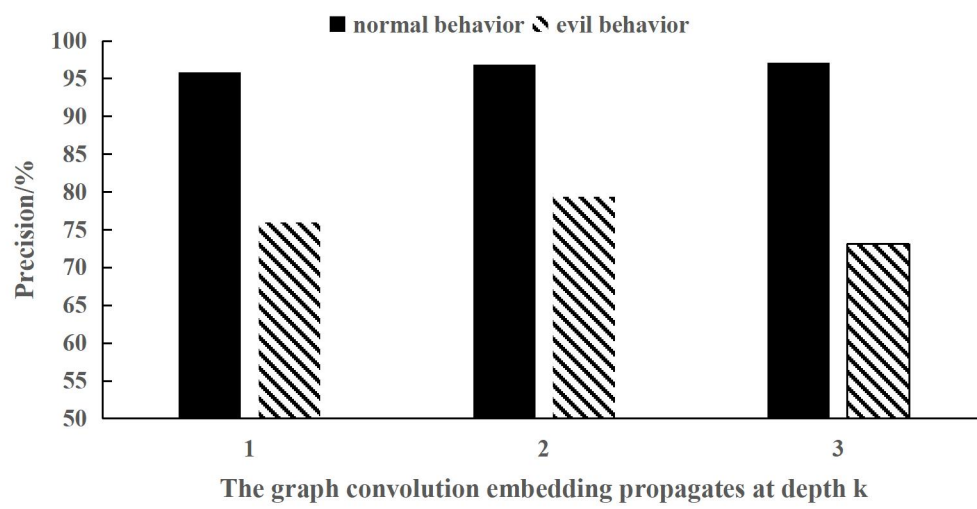 normal behavior evil behavior
100
95
90
85
80
75
70
65
60
55
50
Precision/%
1 2 3
The graph convolution embedding propagates at depth k